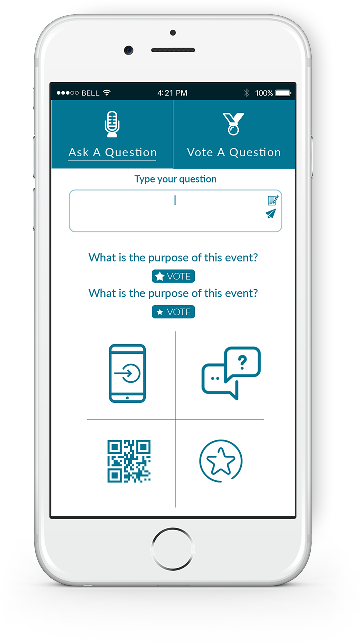 ●●●○○ BELL 4:21 PM 100%
Ask A Question Vote A Question
Type your question
What is the purpose of this event?
VOTE
What is the purpose of this event?
VOTE
?